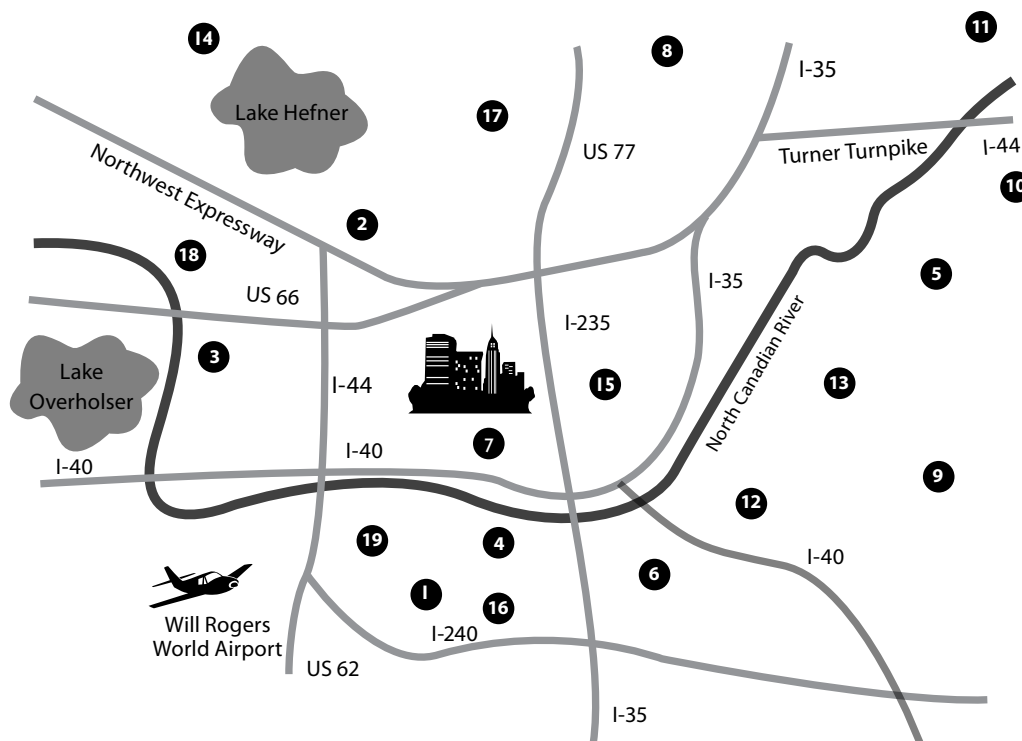 11
14
8
I-35
Lake Hefner
17
Turner Turnpike
I-44
US 77
Northwest Expressway
10
2
18
5
I-35
US 66
I-235
North Canadian River
3
Lake
Overholser
I-44
15
13
7
I-40
I-40
9
12
19
4
I-40
6
1
16
Will Rogers
World Airport
I-240
US 62
I-35